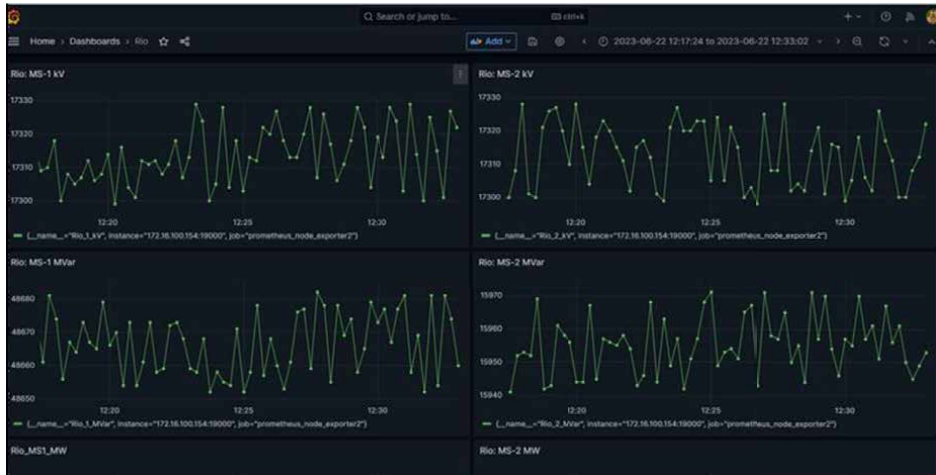 Search or jump to... ctrl+k
Home › Dashboards › Rio
Add
2023-06-22 12:17:24 to 2023-06-22 12:33:02
Rio: MS-1 kV
17330
17320
17310
17300
12:20 12:25 12:30
{__name__="Rio_1_kV", instance="172.16.100.154:19000", job="prometheus_node_exporter2"}
Rio: MS-2 kV
17330
17320
17310
17300
12:20 12:25 12:30
{__name__="Rio_2_kV", instance="172.16.100.154:19000", job="prometheus_node_exporter2"}
Rio: MS-1 MVar
48680
48670
48660
48650
12:20 12:25 12:30
{__name__="Rio_1_MVar", instance="172.16.100.154:19000", job="prometheus_node_exporter2"}
Rio: MS-2 MVar
15970
15960
15950
15940
12:20 12:25 12:30
{__name__="Rio_2_MVar", instance="172.16.100.154:19000", job="prometheus_node_exporter2"}
Rio_MS1_MW
Rio: MS-2 MW